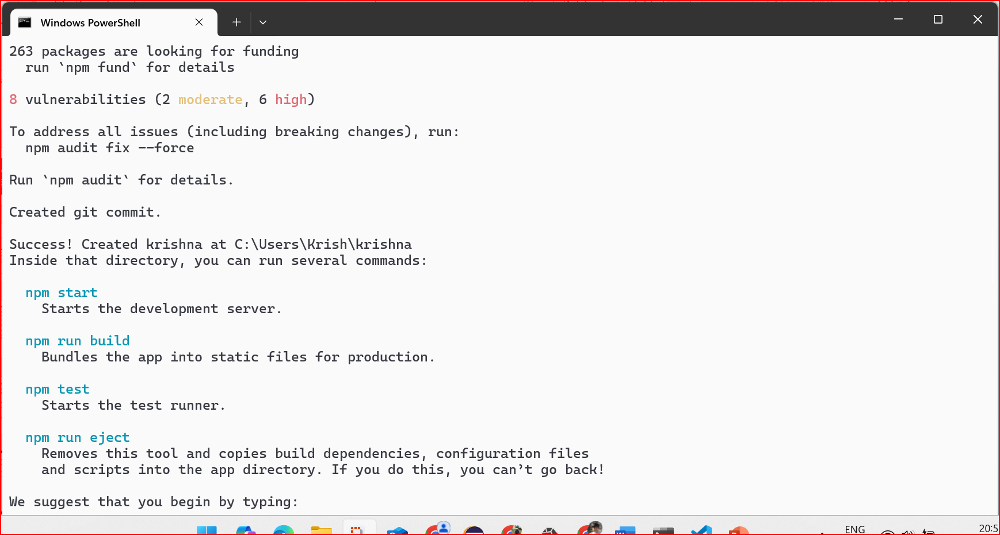 Windows PowerShell
263 packages are looking for funding
run `npm fund` for details
8 vulnerabilities (2 moderate, 6 high)
To address all issues (including breaking changes), run:
npm audit fix --force
Run `npm audit` for details.
Created git commit.
Success! Created krishna at C:\Users\Krish\krishna
Inside that directory, you can run several commands:
npm start
Starts the development server.
npm run build
Bundles the app into static files for production.
npm test
Starts the test runner.
npm run eject
Removes this tool and copies build dependencies, configuration files
and scripts into the app directory. If you do this, you can’t go back!
We suggest that you begin by typing:
ENG
20:5